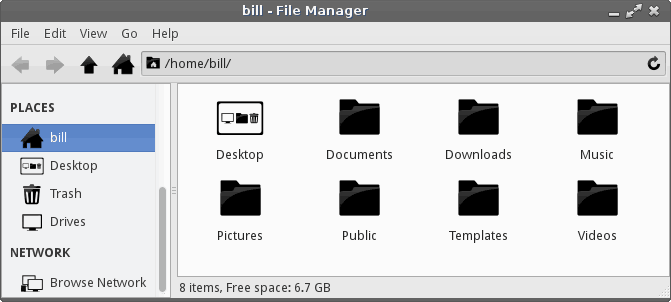 bill - File Manager
File Edit View Go Help
/home/bill/
PLACES
bill
Desktop
Trash
Drives
NETWORK
Browse Network
Desktop Documents Downloads Music
Pictures Public Templates Videos
8 items, Free space: 6.7 GB